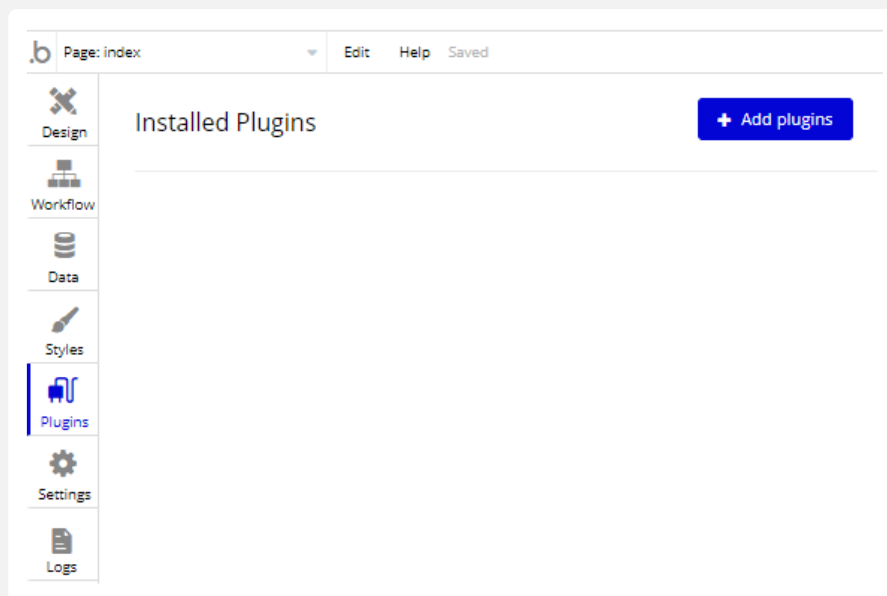 .b Page: index Edit Help Saved
Design
Installed Plugins
+ Add plugins
Workflow
Data
Styles
Plugins
Settings
Logs